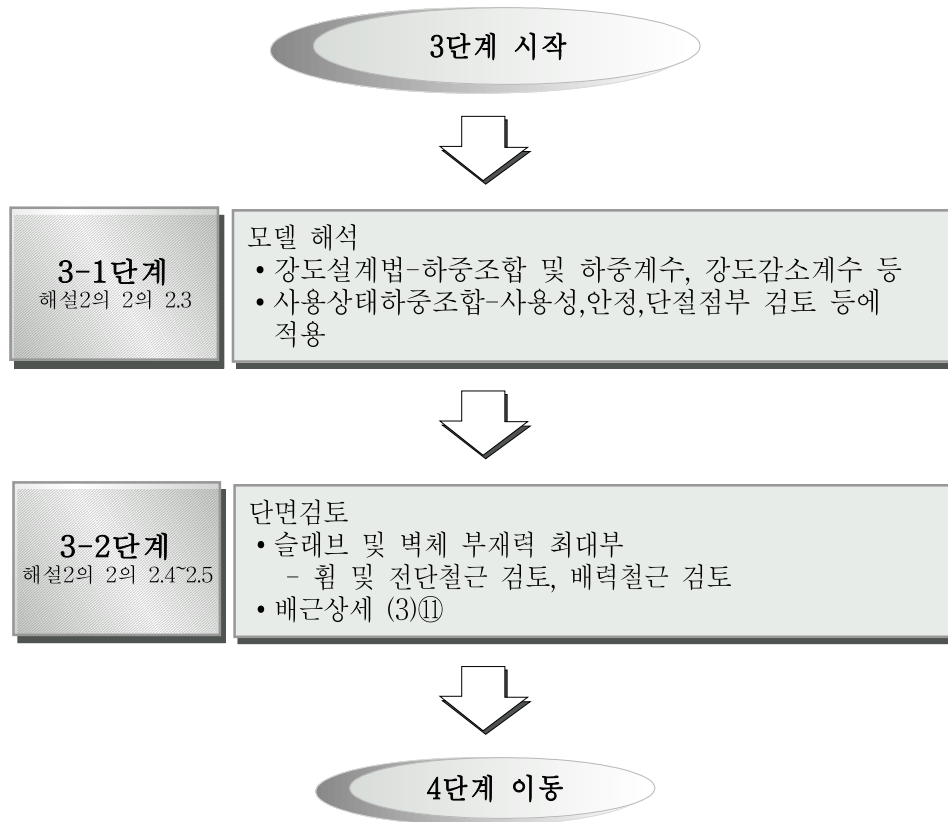 3단계 시작
3-1단계
해설2의 2의 2.3
모델 해석
• 강도설계법-하중조합 및 하중계수, 강도감소계수 등
• 사용상태하중조합-사용성,안정,단절점부 검토 등에
적용
3-2단계
해설2의 2의 2.4~2.5
단면검토
• 슬래브 및 벽체 부재력 최대부
- 휨 및 전단철근 검토, 배력철근 검토
• 배근상세 (3)⑪
4단계 이동